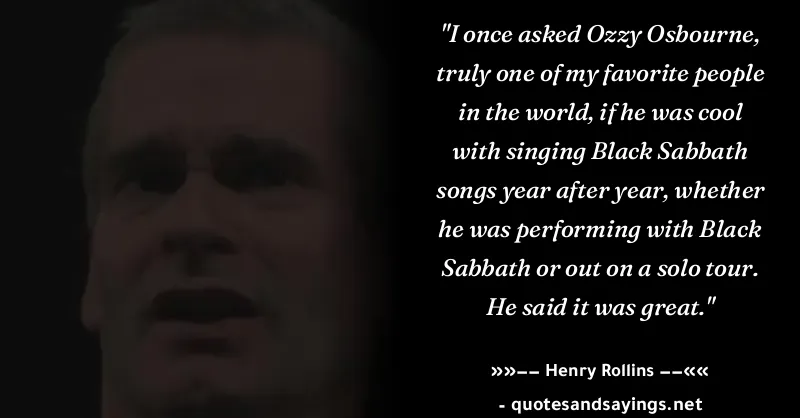 "I once asked Ozzy Osbourne,
truly one of my favorite people
in the world, if he was cool
with singing Black Sabbath
songs year after year, whether
he was performing with Black
Sabbath or out on a solo tour.
He said it was great."
»»−− Henry Rollins −−««
- quotesandsayings.net